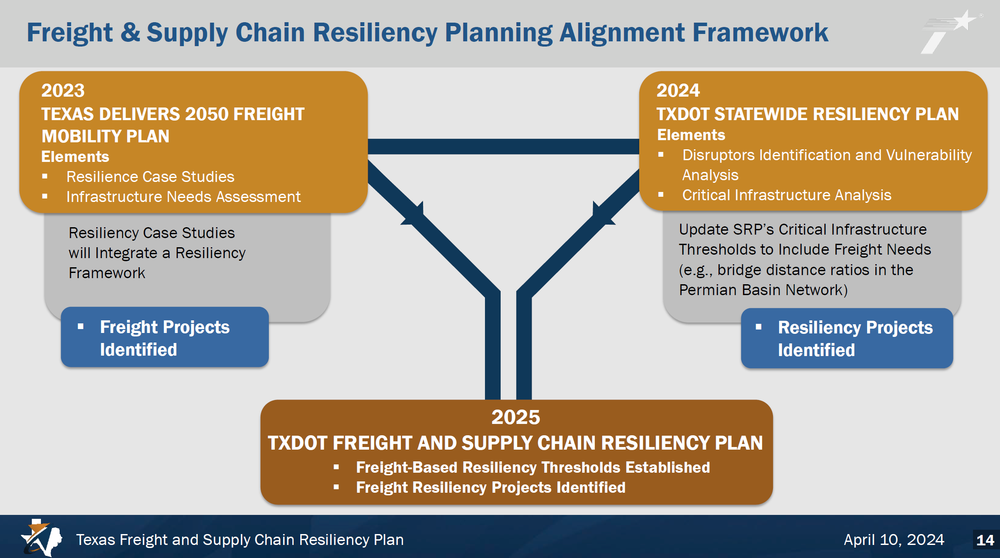 Freight & Supply Chain Resiliency Planning Alignment Framework
®
2023
TEXAS DELIVERS 2050 FREIGHT
MOBILITY PLAN
Elements
▪ Resilience Case Studies
▪ Infrastructure Needs Assessment
Resiliency Case Studies
will Integrate a Resiliency
Framework
▪ Freight Projects
Identified
2024
TXDOT STATEWIDE RESILIENCY PLAN
Elements
▪ Disruptors Identification and Vulnerability
Analysis
▪ Critical Infrastructure Analysis
Update SRP’s Critical Infrastructure
Thresholds to Include Freight Needs
(e.g., bridge distance ratios in the
Permian Basin Network)
▪ Resiliency Projects
Identified
2025
TXDOT FREIGHT AND SUPPLY CHAIN RESILIENCY PLAN
▪ Freight-Based Resiliency Thresholds Established
▪ Freight Resiliency Projects Identified
Texas Freight and Supply Chain Resiliency Plan
April 10, 2024
14